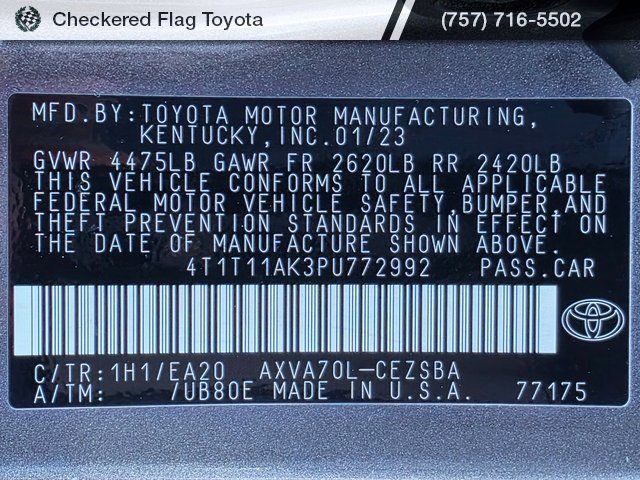 Checkered Flag Toyota (757) 716-5502
MFD.BY:TOYOTA MOTOR MANUFACTURING,
KENTUCKY,INC.01/23
GVWR 4475LB GAWR FR 2620LB RR 2420LB
THIS VEHICLE CONFORMS TO ALL APPLICABLE
FEDERAL MOTOR VEHICLE SAFETY,BUMPER,AND
THEFT PREVENTION STANDARDS IN EFFECT ON
THE DATE OF MANUFACTURE SHOWN ABOVE.
4T1T11AK3PU772992 PASS.CAR
C/TR:1H1/EA20 AXVA70L-CEZSBA
A/TM: /UB80E MADE IN U.S.A. 77175